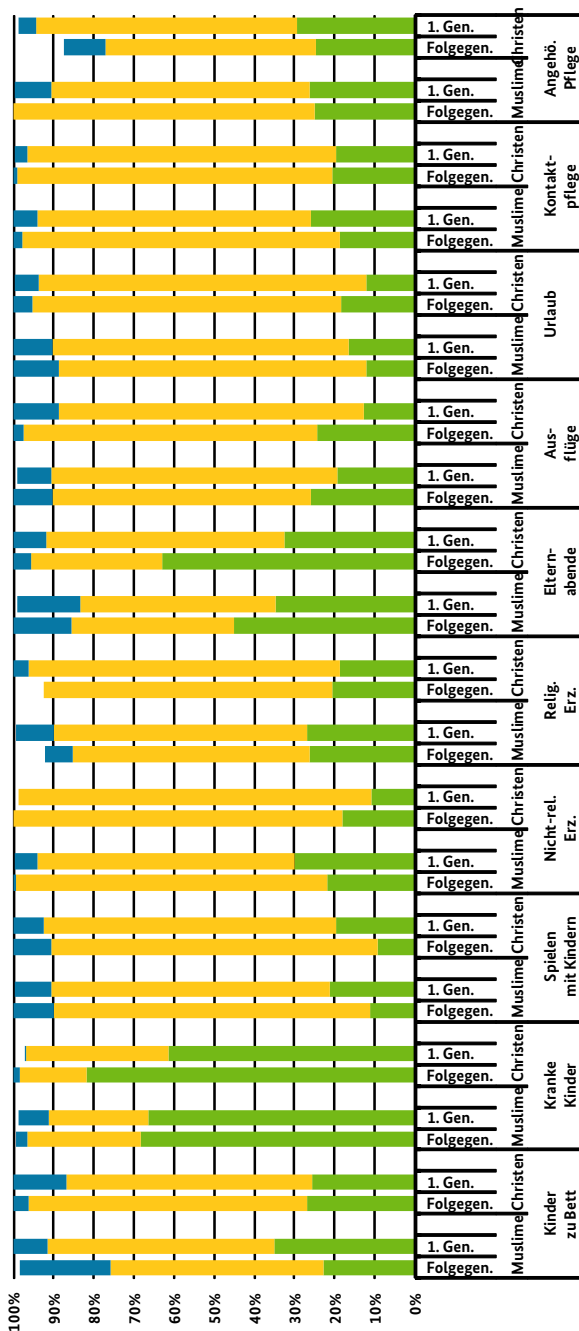 1. Gen.
Folgegen.
Christen
1. Gen.
Folgegen.
Muslime
Angehö.
Pflege
1. Gen.
Folgegen.
Christen
1. Gen.
Folgegen.
Muslime
Kontakt-
pflege
1. Gen.
Folgegen.
Christen
1. Gen.
Folgegen.
Muslime
Urlaub
1. Gen.
Folgegen.
Christen
1. Gen.
Folgegen.
Muslime
Aus-
flüge
1. Gen.
Folgegen.
Christen
1. Gen.
Folgegen.
Muslime
Eltern-
abende
1. Gen.
Folgegen.
Christen
1. Gen.
Folgegen.
Muslime
Relig.
Erz.
1. Gen.
Folgegen.
Christen
1. Gen.
Folgegen.
Muslime
Nicht-rel.
Erz.
1. Gen.
Folgegen.
Christen
1. Gen.
Folgegen.
Muslime
Spielen
mit Kindern
1. Gen.
Folgegen.
Christen
1. Gen.
Folgegen.
Muslime
Kranke
Kinder
1. Gen.
Folgegen.
Christen
1. Gen.
Folgegen.
Muslime
Kinder
zu Bett
100%
90%
80%
70%
60%
50%
40%
30%
20%
10%
0%